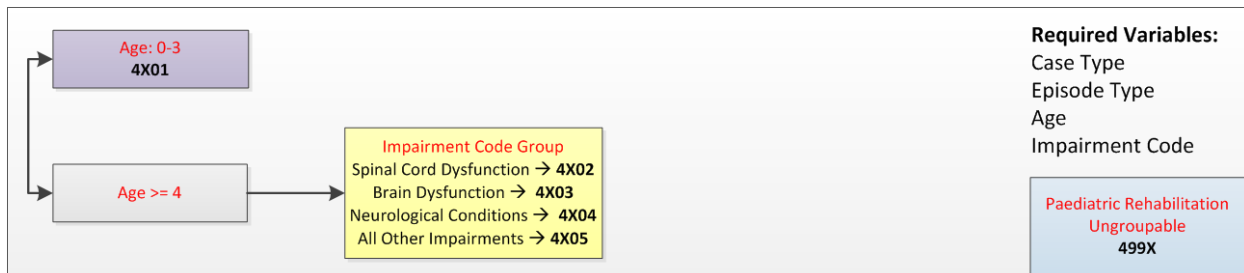 Age: 0-3
4X01
Age >= 4
Impairment Code Group
Spinal Cord Dysfunction → 4X02
Brain Dysfunction → 4X03
Neurological Conditions → 4X04
All Other Impairments → 4X05
Required Variables:
Case Type
Episode Type
Age
Impairment Code
Paediatric Rehabilitation
Ungroupable
499X